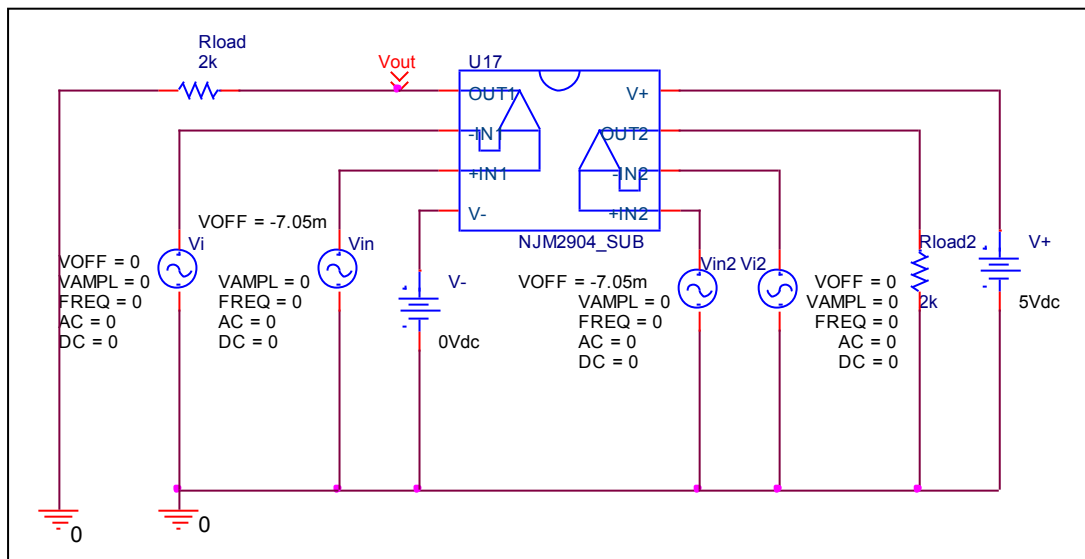 Rload
2k
Vout
U17
OUT1
-IN1
+IN1
V-
V+
OUT2
-IN2
+IN2
NJM2904_SUB
VOFF = -7.05m
Vi
VOFF = 0
VAMPL = 0
FREQ = 0
AC = 0
DC = 0
Vin
VAMPL = 0
FREQ = 0
AC = 0
DC = 0
V-
0Vdc
Vin2
VOFF = -7.05m
VAMPL = 0
FREQ = 0
AC = 0
DC = 0
Vi2
VOFF = 0
VAMPL = 0
FREQ = 0
AC = 0
DC = 0
Rload2
2k
V+
5Vdc
0
0